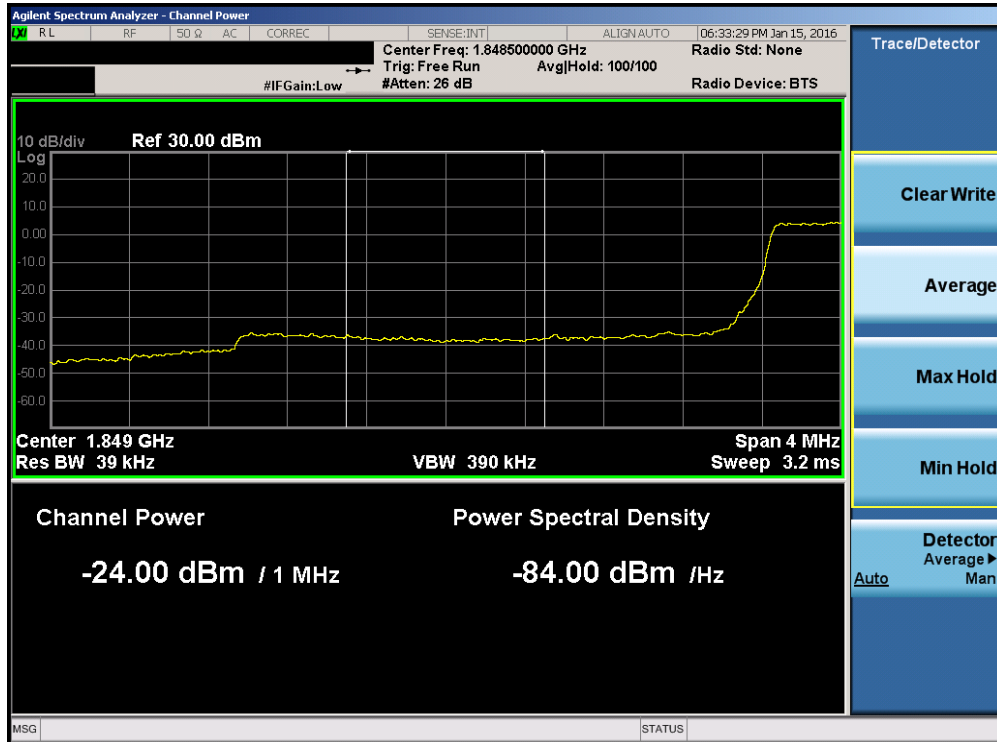 Agilent Spectrum Analyzer - Channel Power
LXI RL RF 50 Ω AC CORREC SENSE:INT ALIGN AUTO 06:33:29 PM Jan 15, 2016
Center Freq: 1.848500000 GHz Radio Std: None
Trig: Free Run Avg|Hold: 100/100
#IFGain:Low #Atten: 26 dB Radio Device: BTS
10 dB/div Ref 30.00 dBm
Log
20.0
10.0
0.00
-10.0
-20.0
-30.0
-40.0
-50.0
-60.0
Center 1.849 GHz Span 4 MHz
Res BW 39 kHz VBW 390 kHz Sweep 3.2 ms
Channel Power Power Spectral Density
-24.00 dBm / 1 MHz -84.00 dBm /Hz
MSG STATUS
Trace/Detector
Clear Write
Average
Max Hold
Min Hold
Detector
Average▶
Auto Man